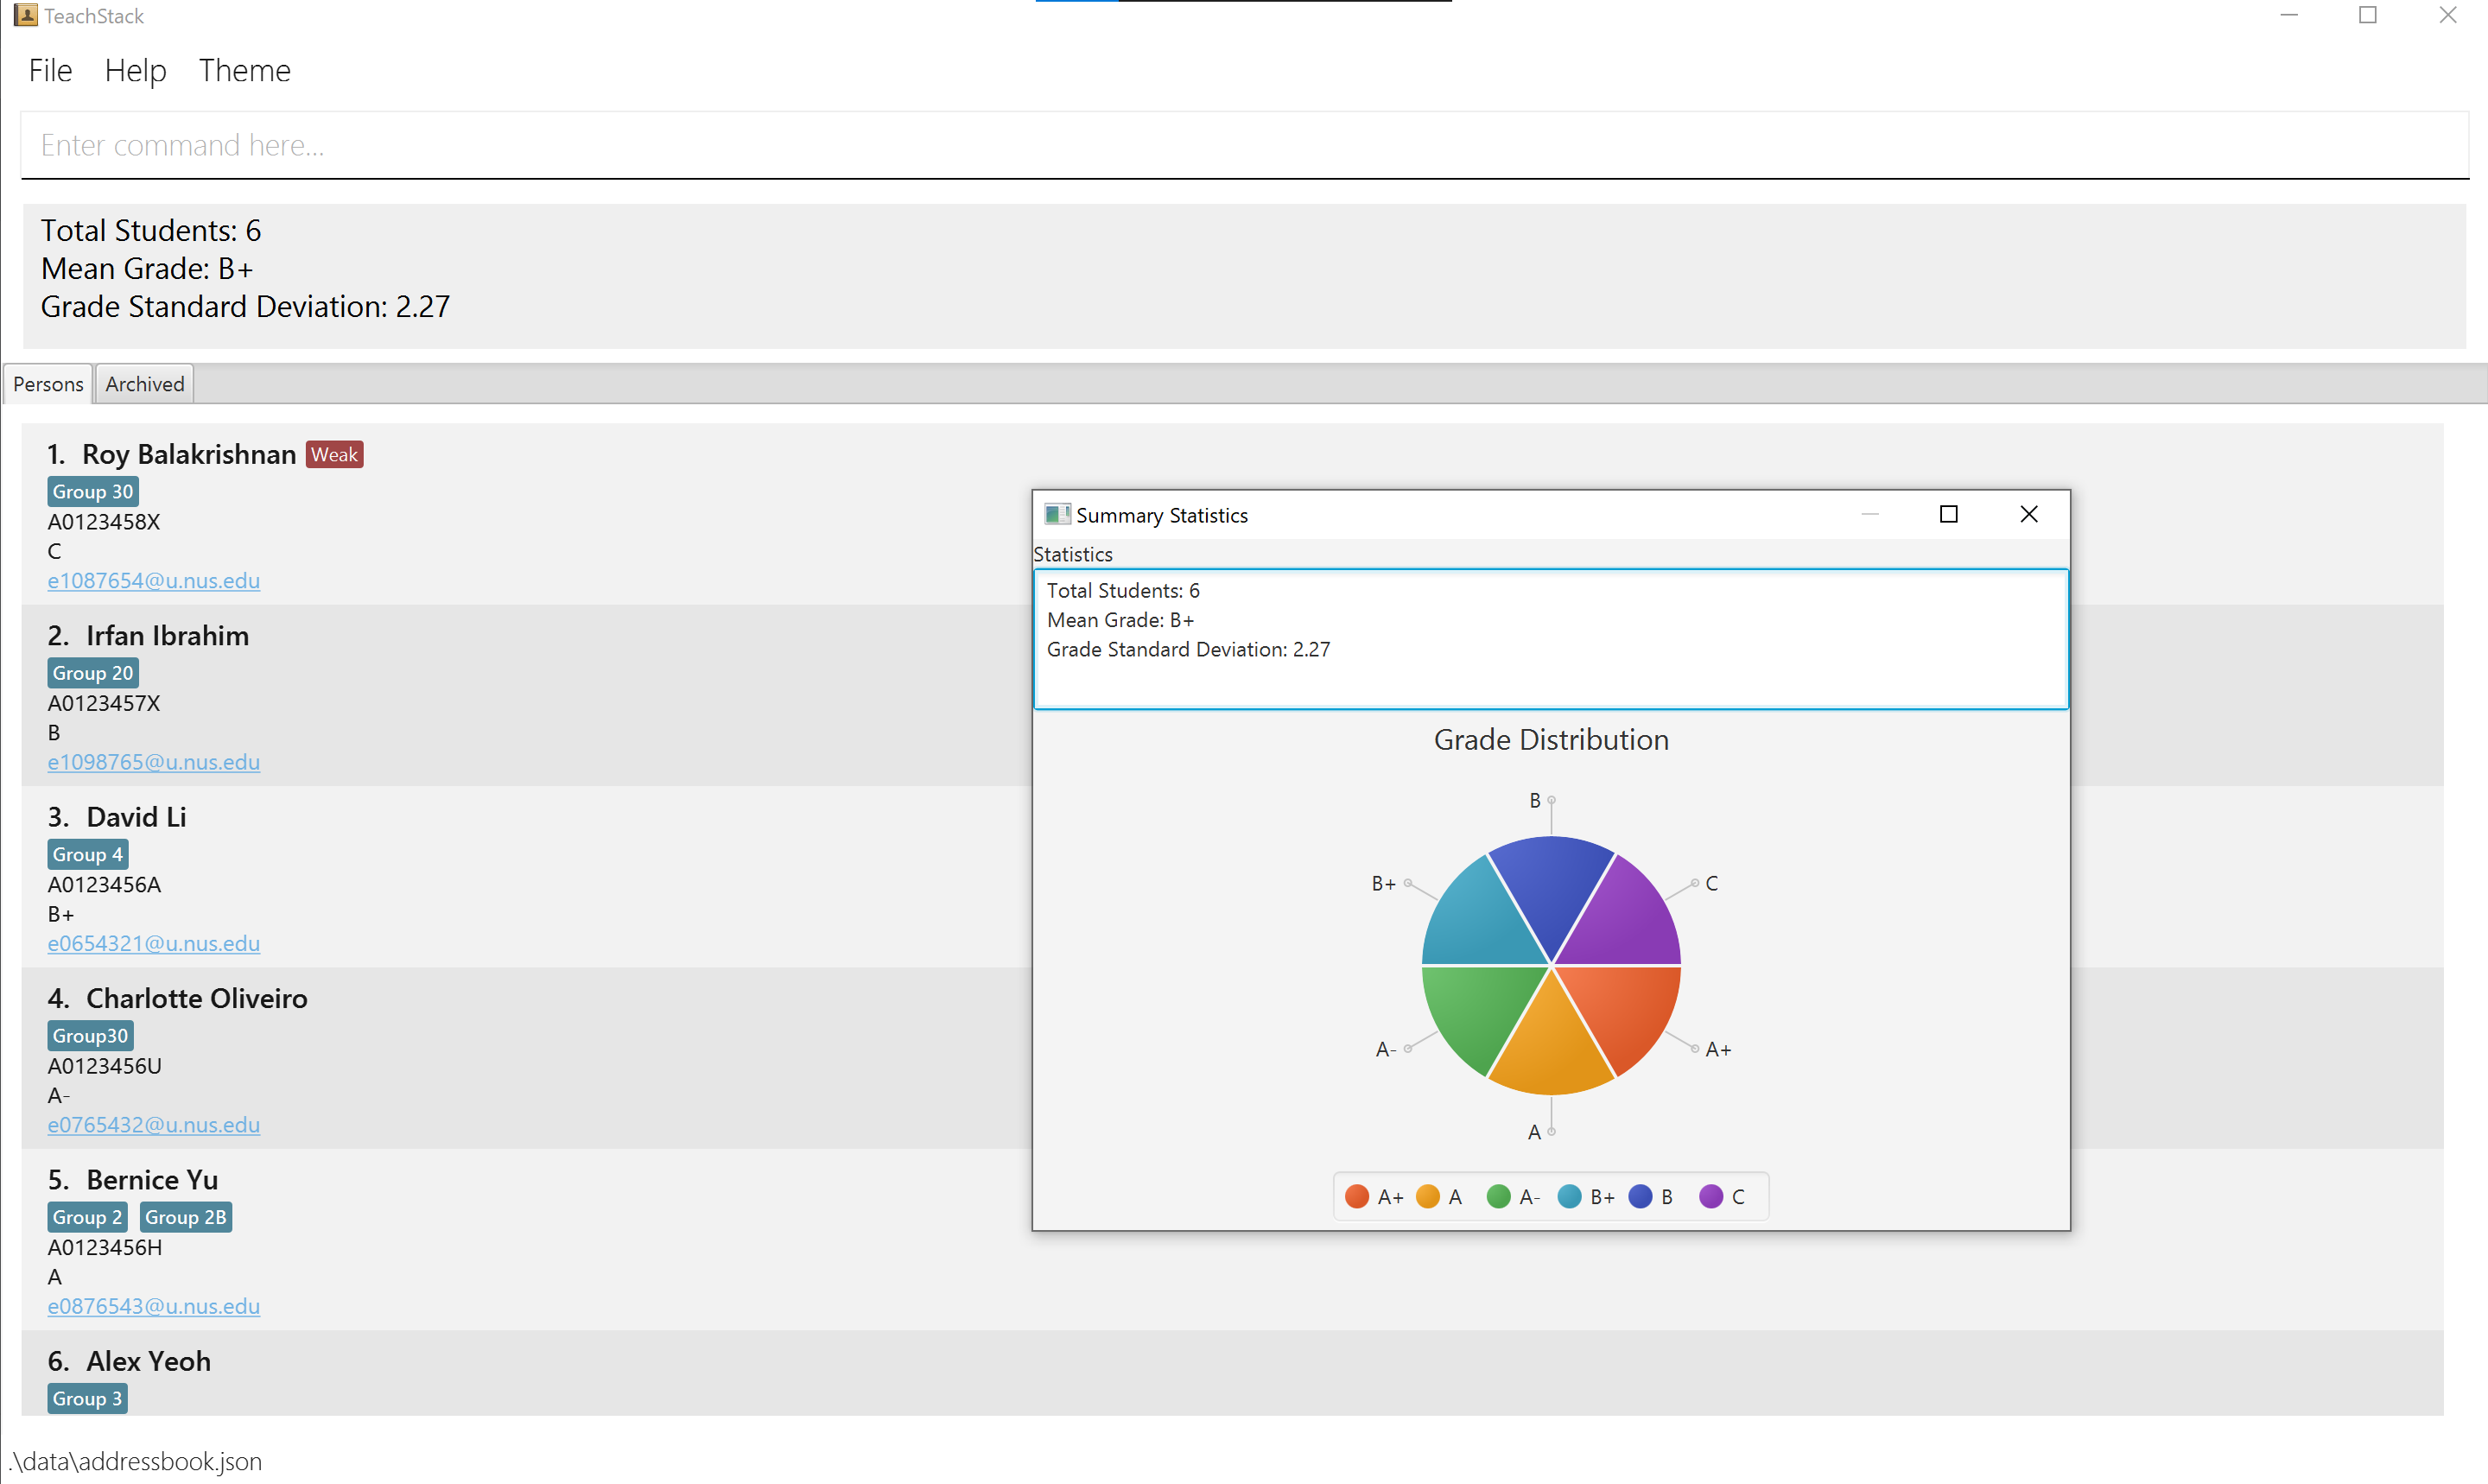 TeachStack
File Help Theme
Enter command here...
Total Students: 6
Mean Grade: B+
Grade Standard Deviation: 2.27
Persons Archived
1. Roy Balakrishnan Weak
Group 30
A0123458X
C
e1087654@u.nus.edu
2. Irfan Ibrahim
Group 20
A0123457X
B
e1098765@u.nus.edu
3. David Li
Group 4
A0123456A
B+
e0654321@u.nus.edu
4. Charlotte Oliveiro
Group30
A0123456U
A-
e0765432@u.nus.edu
5. Bernice Yu
Group 2 Group 2B
A0123456H
A
e0876543@u.nus.edu
6. Alex Yeoh
Group 3
.\data\addressbook.json
Summary Statistics
Statistics
Total Students: 6
Mean Grade: B+
Grade Standard Deviation: 2.27
Grade Distribution
B
B+ C
A- A+
A
A+ A A- B+ B C